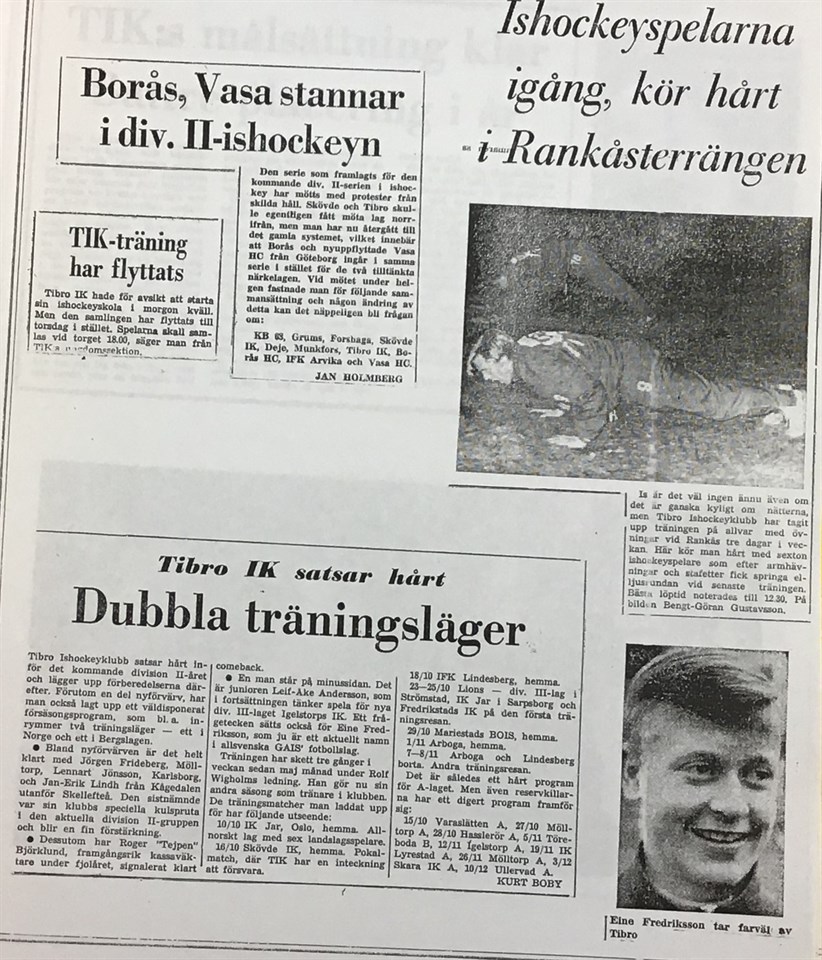 Borås, Vasa stannar
i div. II-ishockeyn
Den serie som framlagts för den
kommande div. II-serien i ishoc-
key har mötts med protester från
skilda håll. Skövde och Tibro skul-
le egentligen fått möta lag norr-
ifrån, men man har nu återgått till
det gamla systemet, vilket innebär
att Borås och nyuppflyttade Vasa
HC från Göteborg ingår i samma
serie i stället för de två tilltänkta
närkelagen. Vid mötet under hel-
gen fastnade man för följande sam-
mansättning och någon ändring av
detta kan det näppeligen bli frågan
om:
KB 63, Grums, Forshaga, Skövde
IK, Deje, Munkfors, Tibro IK, Bo-
rås HC, IFK Arvika och Vasa HC.
JAN HOLMBERG
TIK-träning
har flyttats
Tibro IK hade för avsikt att starta
sin ishockeyskola i morgon kväll.
Men den samlingen har flyttats till
torsdag i stället. Spelarna skall sam-
las vid torget 18.00, säger man från
TIK:s
Ishockeyspelarna
igång, kör hårt
i Rankåsterrängen
Is är det väl ingen ännu även om
det är ganska kyligt om nätterna,
men Tibro Ishockeyklubb har tagit
upp träningen på allvar med öv-
ningar vid Rankås tre dagar i vec-
kan. Här kör man hårt med sexton
ishockeyspelare som efter armhäv-
ningar och stafetter fick springa el-
ljusrundan vid senaste träningen.
Bästa löptid noterades till 12.30. På
bilden Bengt-Göran Gustavsson.
Tibro IK satsar hårt
Dubbla träningsläger
Tibro Ishockeyklubb satsar hårt in-
för det kommande division II-året
och lägger upp förberedelserna där-
efter. Förutom en del nyförvärv, har
man också lagt upp ett väldisponerat
försäsongsprogram, som bl. a. in-
rymmer två träningsläger — ett i
Norge och ett i Bergslagen.
● Bland nyförvärven är det helt
klart med Jörgen Frideberg, Möll-
torp, Lennart Jönsson, Karlsborg,
och Jan-Erik Lindh från Kågedalen
utanför Skellefteå. Den sistnämnde
var sin klubbs speciella kulspruta
i den aktuella division II-gruppen
och blir en fin förstärkning.
● Dessutom har Roger "Tejpen"
Björklund, framgångsrik kassaväk-
tare under fjolåret, signalerat klart
comeback.
● En man står på minussidan. Det
är junioren Leif-Åke Andersson, som
i fortsättningen tänker spela för nya
div. III-laget Igelstorps IK. Ett frå-
getecken sätts också för Eine Fred-
riksson, som ju är ett aktuellt namn
i allsvenska GAIS' fotbollslag.
Träningen har skett tre gånger i
veckan sedan maj månad under Rolf
Wigholms ledning. Han gör nu sin
andra säsong som tränare i klubben.
De träningsmatcher man laddat upp
för har följande utseende:
10/10 IK Jar, Oslo, hemma. All-
norskt lag med sex landslagsspelare.
16/10 Skövde IK, hemma. Pokal-
match, där TIK har en inteckning
att försvara.
18/10 IFK Lindesberg, hemma.
23—25/10 Lions — div. III-lag i
Strömstad, IK Jar i Sarpsborg och
Fredrikstads IK på den första trä-
ningsresan.
29/10 Mariestads BOIS, hemma.
1/11 Arboga, hemma.
7—8/11 Arboga och Lindesberg
borta. Andra träningsresan.
Det är således ett hårt program
för A-laget. Men även reservkillar-
na har ett digert program framför
sig:
15/10 Varaslätten A, 27/10 Möll-
torp A, 28/10 Hasslerör A, 5/11 Töre-
boda B, 12/11 Igelstorp A, 19/11 IK
Lyrestad A, 26/11 Mölltorp A, 3/12
Skara IK A, 10/12 Ullervad A.
KURT BOBY
Eine Fredriksson tar farväl av
Tibro